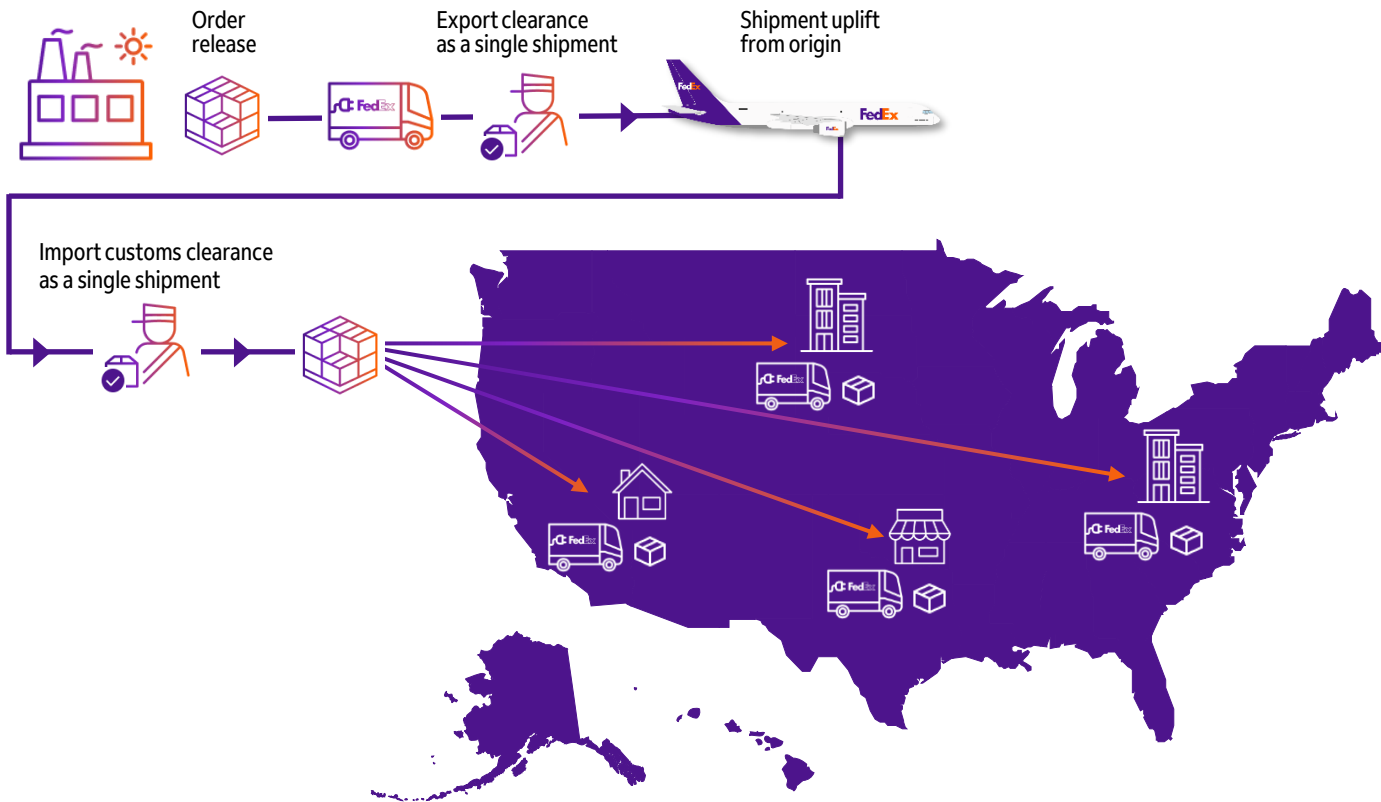 Order
release
Export clearance
as a single shipment
Shipment uplift
from origin
FedEx
FedEx
FedEx
FedEx
Import customs clearance
as a single shipment
FedEx
FedEx
FedEx
FedEx